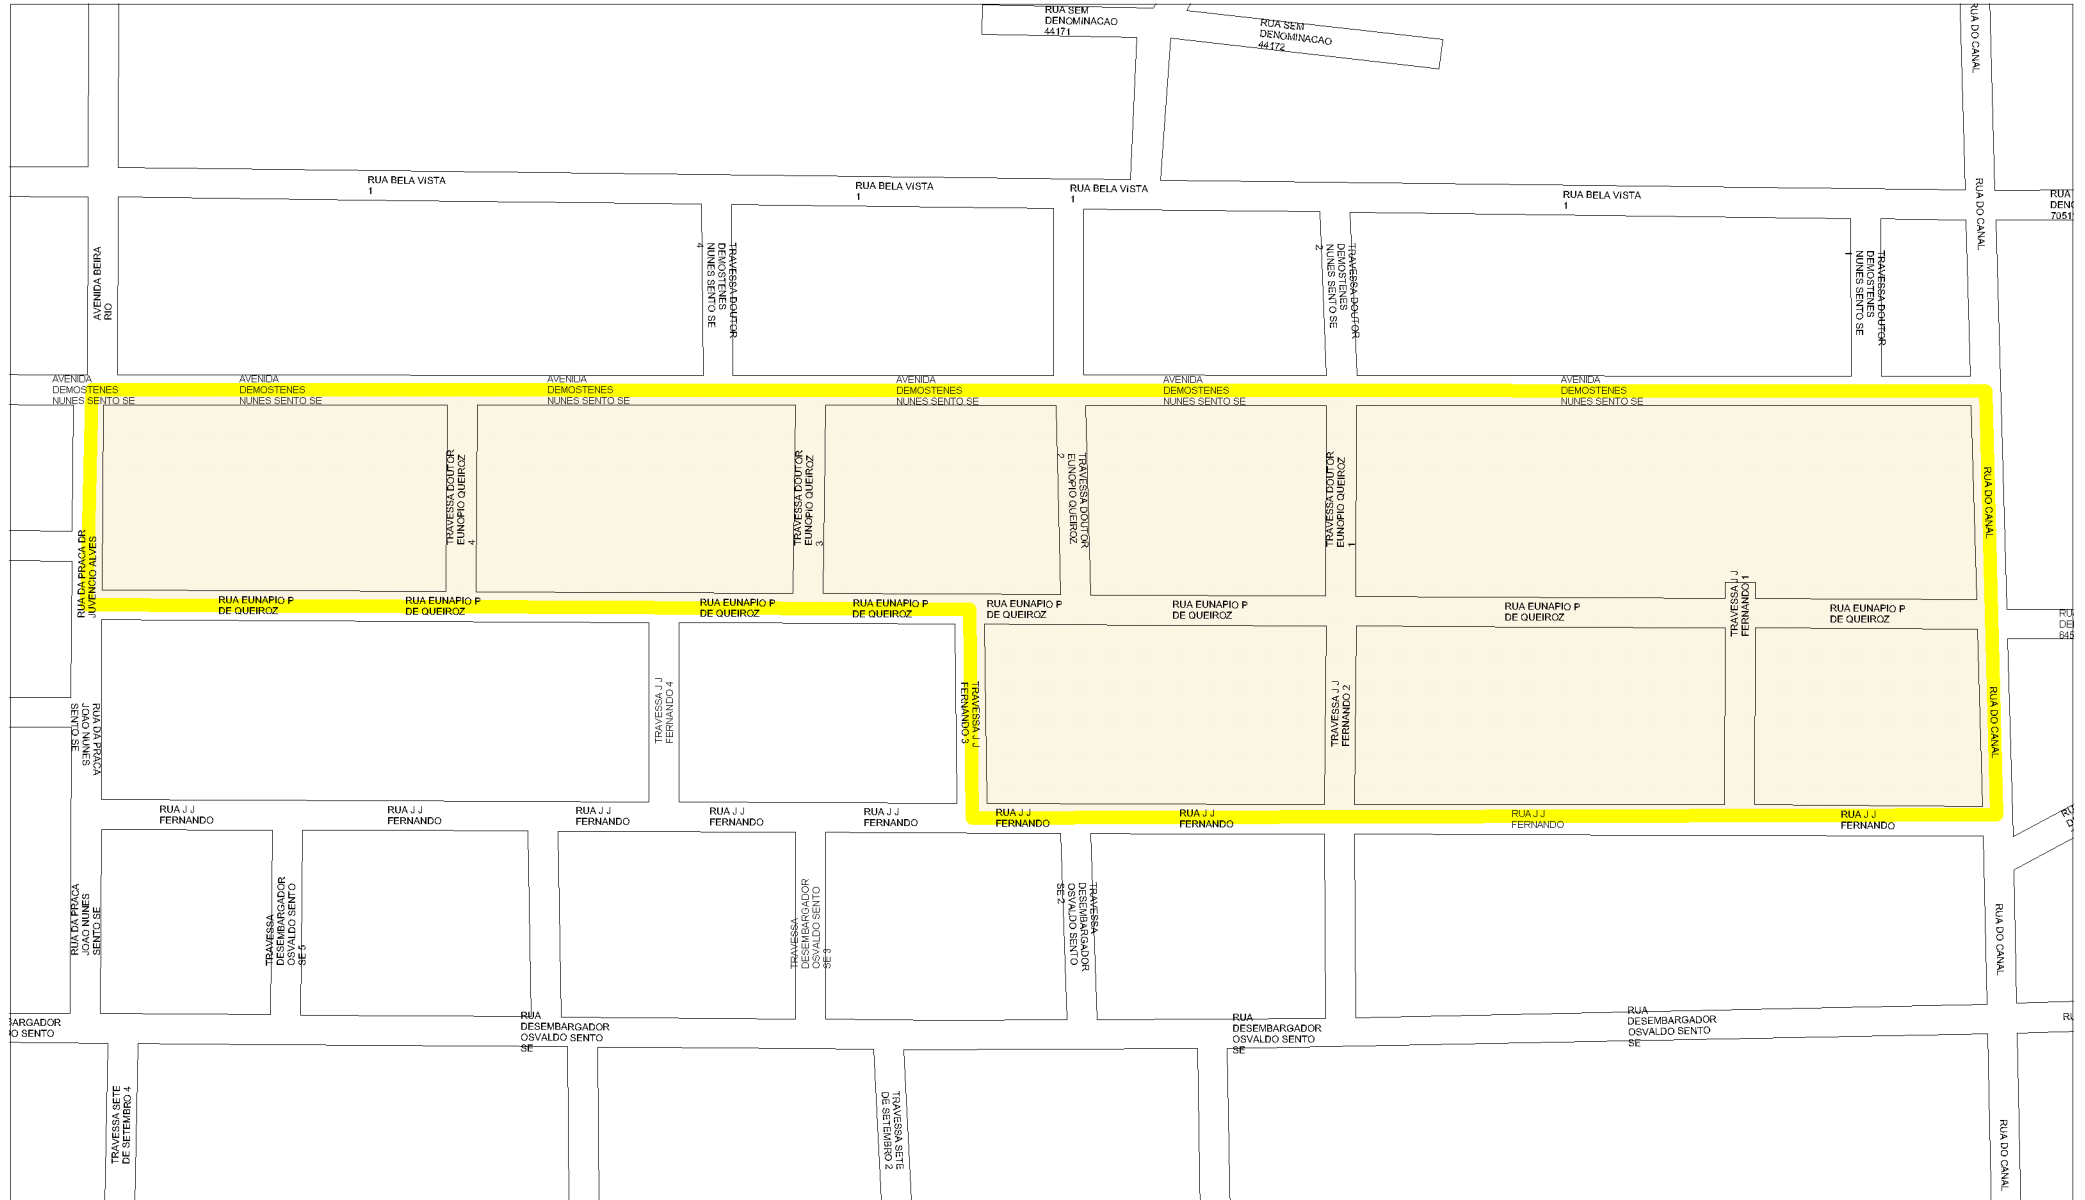 RUA SEM
DENOMINACAO
44171
RUA SEM
DENOMINACAO
44172
RUA DO CANAL
RUA BELA VISTA
1
RUA BELA VISTA
1
RUA BELA VISTA
1
RUA BELA VISTA
1
RUA DO CANAL
RUA
AVENIDA BEIRA
RIO
TRAVESSA DOUTOR
DEMOSTENES
NUNES SENTO SE
4
TRAVESSA DOUTOR
DEMOSTENES
NUNES SENTO SE
2
TRAVESSA DOUTOR
DEMOSTENES
NUNES SENTO SE
1
AVENIDA
DEMOSTENES
NUNES SENTO SE
AVENIDA
DEMOSTENES
NUNES SENTO SE
AVENIDA
DEMOSTENES
NUNES SENTO SE
AVENIDA
DEMOSTENES
NUNES SENTO SE
AVENIDA
DEMOSTENES
NUNES SENTO SE
AVENIDA
DEMOSTENES
NUNES SENTO SE
TRAVESSA DOUTOR
EUNOPIO QUEIROZ
4
TRAVESSA DOUTOR
EUNOPIO QUEIROZ
3
TRAVESSA DOUTOR
EUNOPIO QUEIROZ
2
TRAVESSA DOUTOR
EUNOPIO QUEIROZ
1
RUA DO CANAL
RUA DA PRACA DR
JUVENCIO ALVES
RUA EUNAPIO P
DE QUEIROZ
RUA EUNAPIO P
DE QUEIROZ
RUA EUNAPIO P
DE QUEIROZ
RUA EUNAPIO P
DE QUEIROZ
RUA EUNAPIO P
DE QUEIROZ
RUA EUNAPIO P
DE QUEIROZ
RUA EUNAPIO P
DE QUEIROZ
TRAVESSA J J
FERNANDO 1
RUA EUNAPIO P
DE QUEIROZ
RUA DA PRACA
JOAO NUNES
SENTO SE
TRAVESSA J J
FERNANDO 4
TRAVESSA J J
FERNANDO 3
TRAVESSA J J
FERNANDO 2
RUA DO CANAL
RUA J J
FERNANDO
RUA J J
FERNANDO
RUA J J
FERNANDO
RUA J J
FERNANDO
RUA J J
FERNANDO
RUA J J
FERNANDO
RUA J J
FERNANDO
RUA J J
FERNANDO
RUA J J
FERNANDO
RUA DA PRACA
JOAO NUNES
SENTO SE
TRAVESSA
DESEMBARGADOR
OSVALDO SENTO
SE 5
TRAVESSA
DESEMBARGADOR
OSVALDO SENTO
SE 3
TRAVESSA
DESEMBARGADOR
OSVALDO SENTO
SE 2
RUA DO CANAL
BARGADOR
O SENTO
RUA
DESEMBARGADOR
OSVALDO SENTO
SE
RUA
DESEMBARGADOR
OSVALDO SENTO
SE
RUA
DESEMBARGADOR
OSVALDO SENTO
SE
TRAVESSA SETE
DE SETEMBRO 4
TRAVESSA SETE
DE SETEMBRO 2
RUA DO CANAL